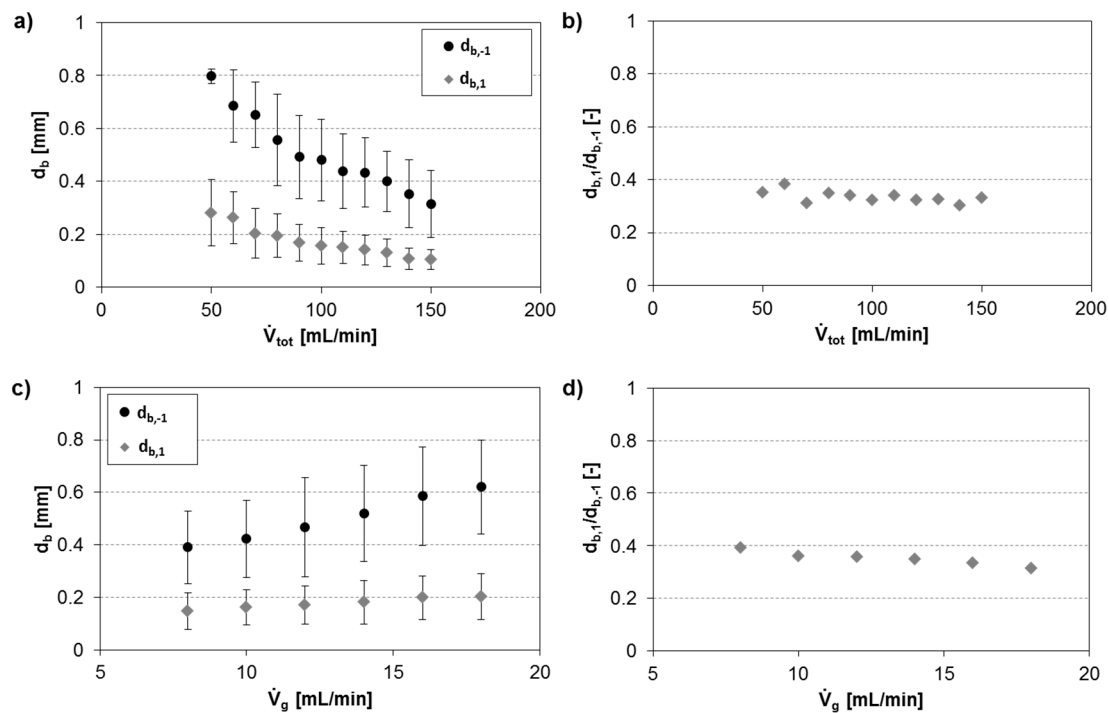 a)
1
0.8
0.6
0.4
0.2
0
d_b [mm]
d_b,-1
d_b,1
0 50 100 150 200
V̇_tot [mL/min]
b)
1
0.8
0.6
0.4
0.2
0
d_b,1/d_b,-1 [-]
0 50 100 150 200
V̇_tot [mL/min]
c)
1
0.8
0.6
0.4
0.2
0
d_b [mm]
d_b,-1
d_b,1
5 10 15 20
V̇_g [mL/min]
d)
1
0.8
0.6
0.4
0.2
0
d_b,1/d_b,-1 [-]
5 10 15 20
V̇_g [mL/min]